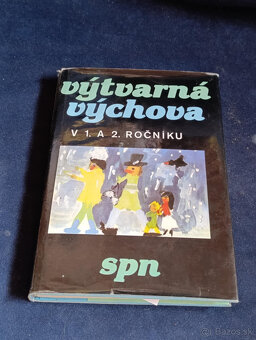 výtvarná
výchova
V 1. A 2. ROČNÍKU
spn
Bazos.sk